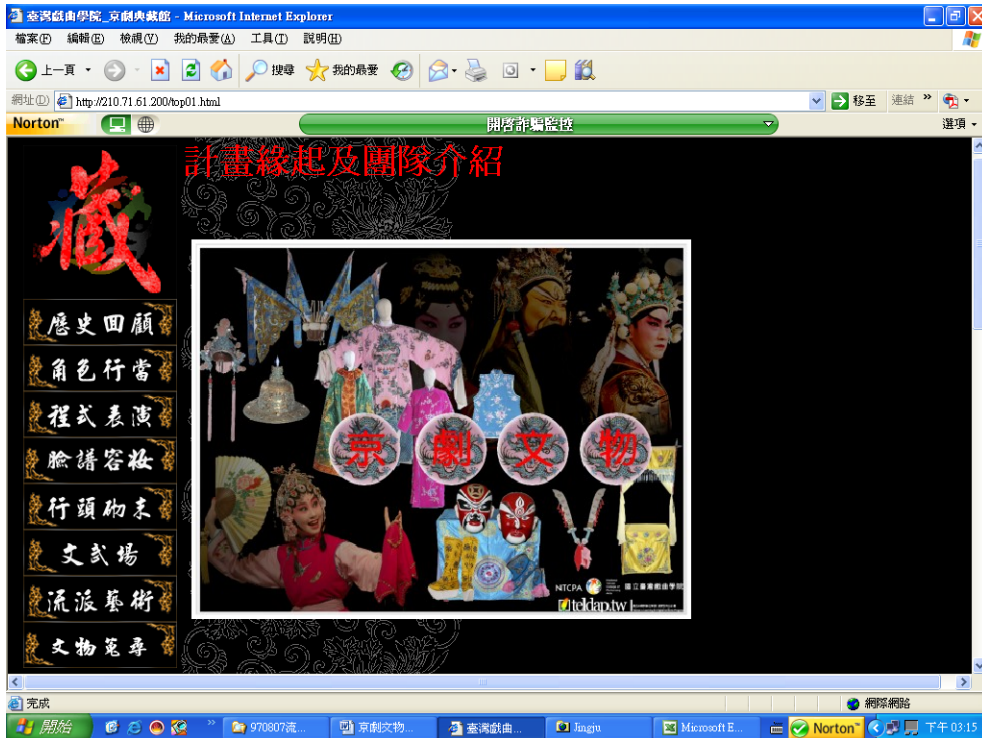 臺灣戲曲學院_京劇典藏館 - Microsoft Internet Explorer
檔案(F) 編輯(E) 檢視(V) 我的最愛(A) 工具(T) 說明(H)
上一頁 搜尋 我的最愛
網址(D) http://210.71.61.200/top01.html 移至 連結 »
Norton™ 開啓詐騙監控 選項
計畫緣起及團隊介紹
藏
歷史回顧
角色行當
程式表演
臉譜容妝
行頭砌末
文武場
流派藝術
文物蒐尋
京劇文物
NITCPA 國立臺灣戲曲學院
teldap.tw
完成 網際網路
開始 » 970807流... 京劇文物... 臺灣戲曲... Jingju Microsoft E... Norton™ 下午 03:15